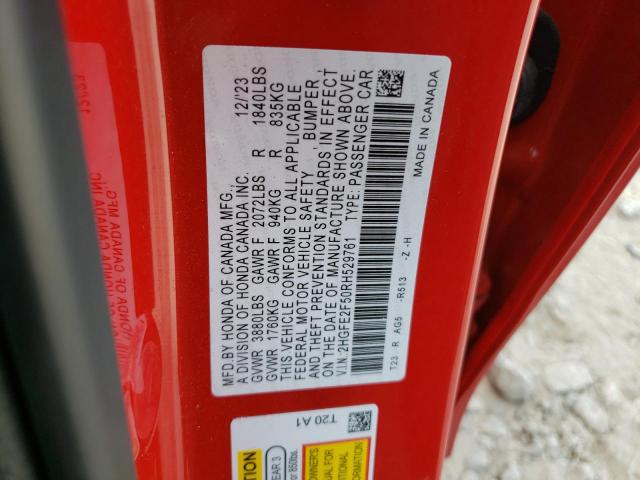 MFD.BY HONDA OF CANADA MFG., 12/23
A DIVISION OF HONDA CANADA INC.
GVWR 3880LBS GAWR F 2072LBS R 1840LBS
GVWR 1760KG GAWR F 940KG R 835KG
THIS VEHICLE CONFORMS TO ALL APPLICABLE
FEDERAL MOTOR VEHICLE SAFETY , BUMPER ,
AND THEFT PREVENTION STANDARDS IN EFFECT
ON THE DATE OF MANUFACTURE SHOWN ABOVE.
V.I.N.:2HGFE2F50RH529761 TYPE: PASSENGER CAR
T23 R AG5 -R513 -Z -H
MADE IN CANADA
T20 A1